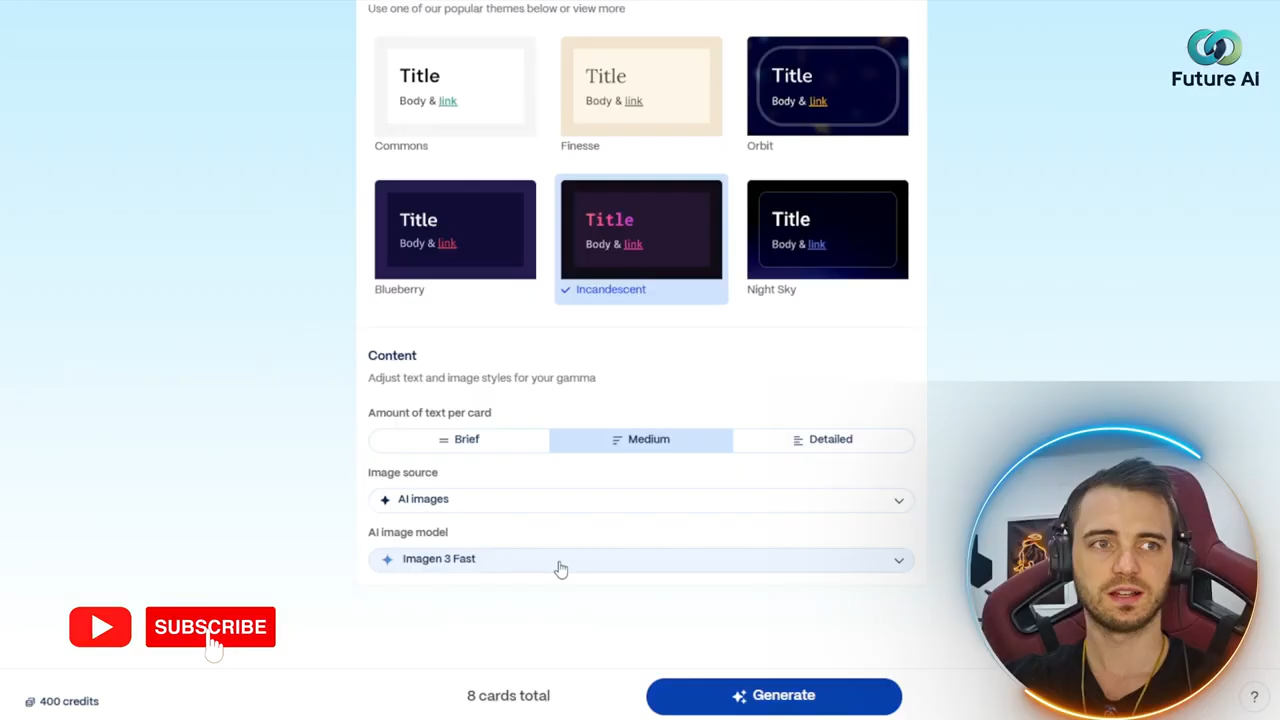 Use one of our popular themes below or view more
Future Ai
Title
Body & link
Commons
Title
Body & link
Finesse
Title
Body & link
Orbit
Title
Body & link
Blueberry
Title
Body & link
Incandescent
Title
Body & link
Night Sky
Content
Adjust text and image styles for your gamma
Amount of text per card
Brief
Medium
Detailed
Image source
AI images
AI image model
Imagen 3 Fast
SUBSCRIBE
400 credits
8 cards total
Generate
?